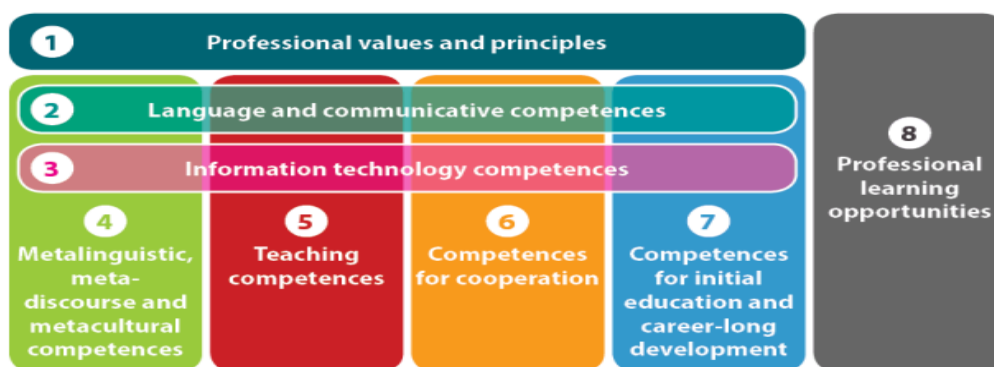 1 Professional values and principles
2 Language and communicative competences
3 Information technology competences
4
Metalinguistic,
meta-
discourse and
metacultural
competences
5
Teaching
competences
6
Competences
for cooperation
7
Competences
for initial
education and
career-long
development
8
Professional
learning
opportunities